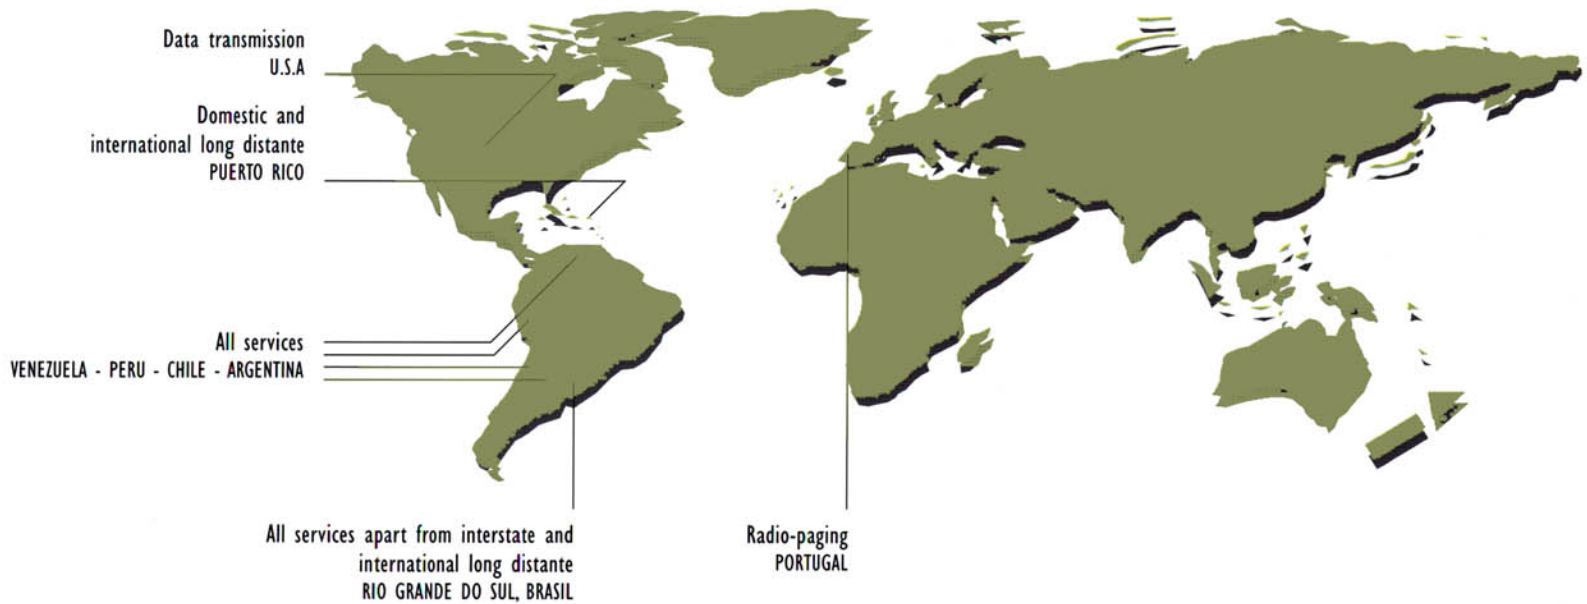 Data transmission
U.S.A
Domestic and
international long distante
PUERTO RICO
All services
VENEZUELA - PERU - CHILE - ARGENTINA
All services apart from interstate and
international long distante
RIO GRANDE DO SUL, BRASIL
Radio-paging
PORTUGAL